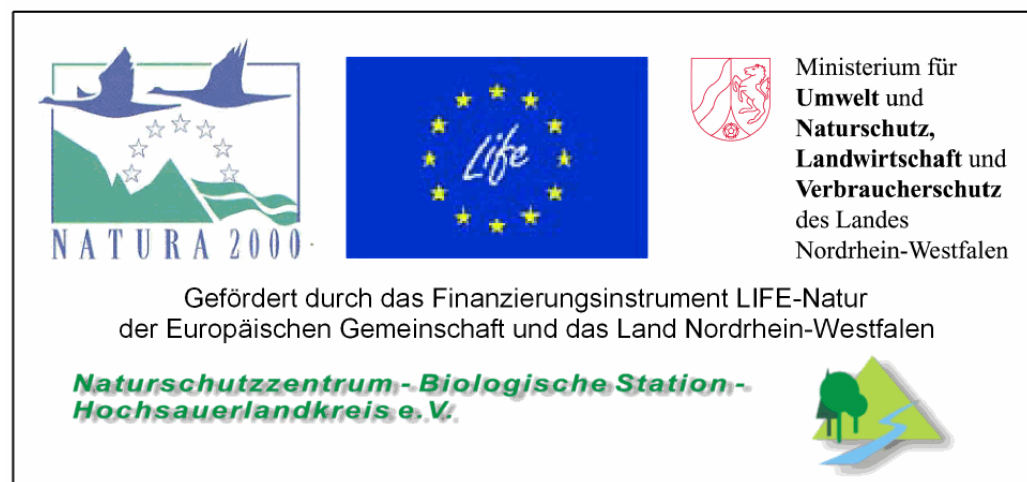 NATURA 2000
Life
Ministerium für
Umwelt und
Naturschutz,
Landwirtschaft und
Verbraucherschutz
des Landes
Nordrhein-Westfalen
Gefördert durch das Finanzierungsinstrument LIFE-Natur
der Europäischen Gemeinschaft und das Land Nordrhein-Westfalen
Naturschutzzentrum - Biologische Station -
Hochsauerlandkreis e.V.